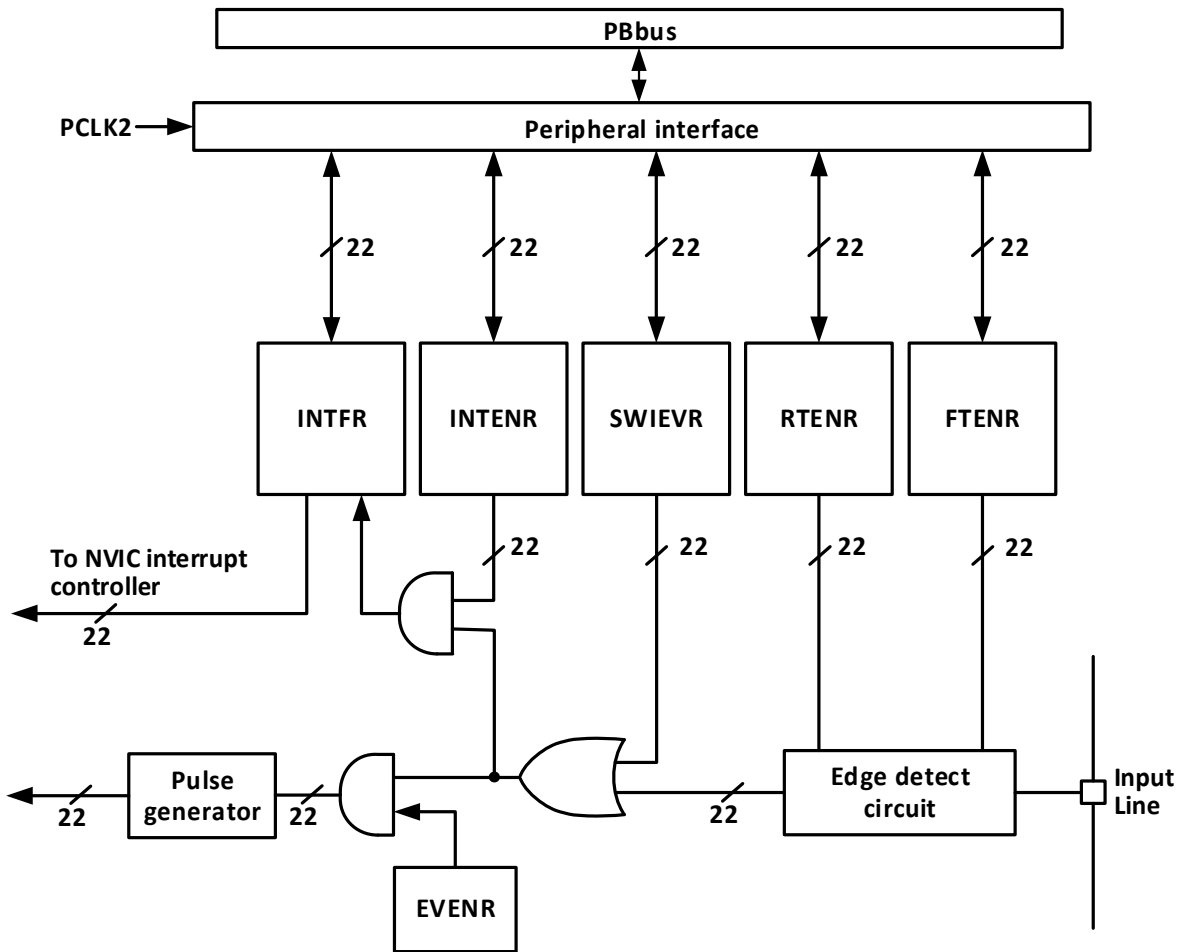 PBbus
PCLK2
Peripheral interface
22
22
22
22
22
INTFR
INTENR
SWIEVR
RTENR
FTENR
22
22
22
22
To NVIC interrupt
controller
22
Pulse
generator
Edge detect
circuit
Input
Line
22
22
22
EVENR